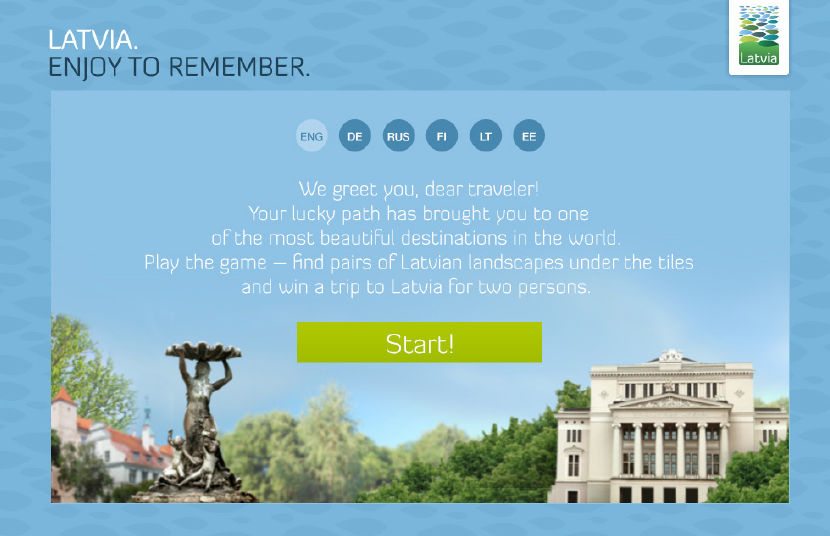 LATVIA.
ENJOY TO REMEMBER.
Latvia
ENG DE RUS FI LT EE
We greet you, dear traveler!
Your lucky path has brought you to one
of the most beautiful destinations in the world.
Play the game – find pairs of Latvian landscapes under the tiles
and win a trip to Latvia for two persons.
Start!